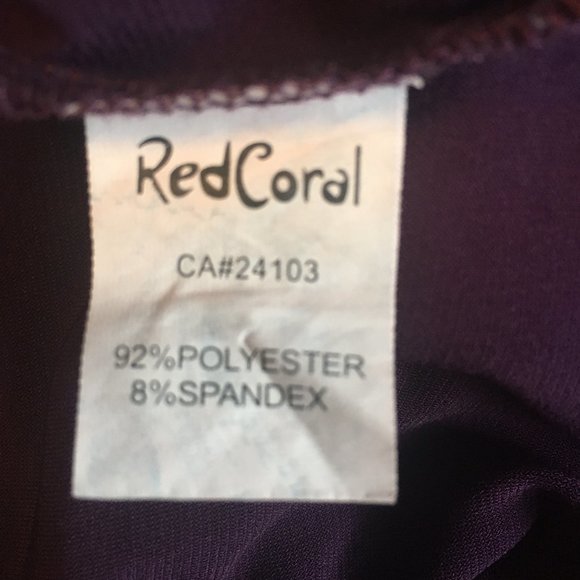 RedCoral
CA#24103
92%POLYESTER
8%SPANDEX